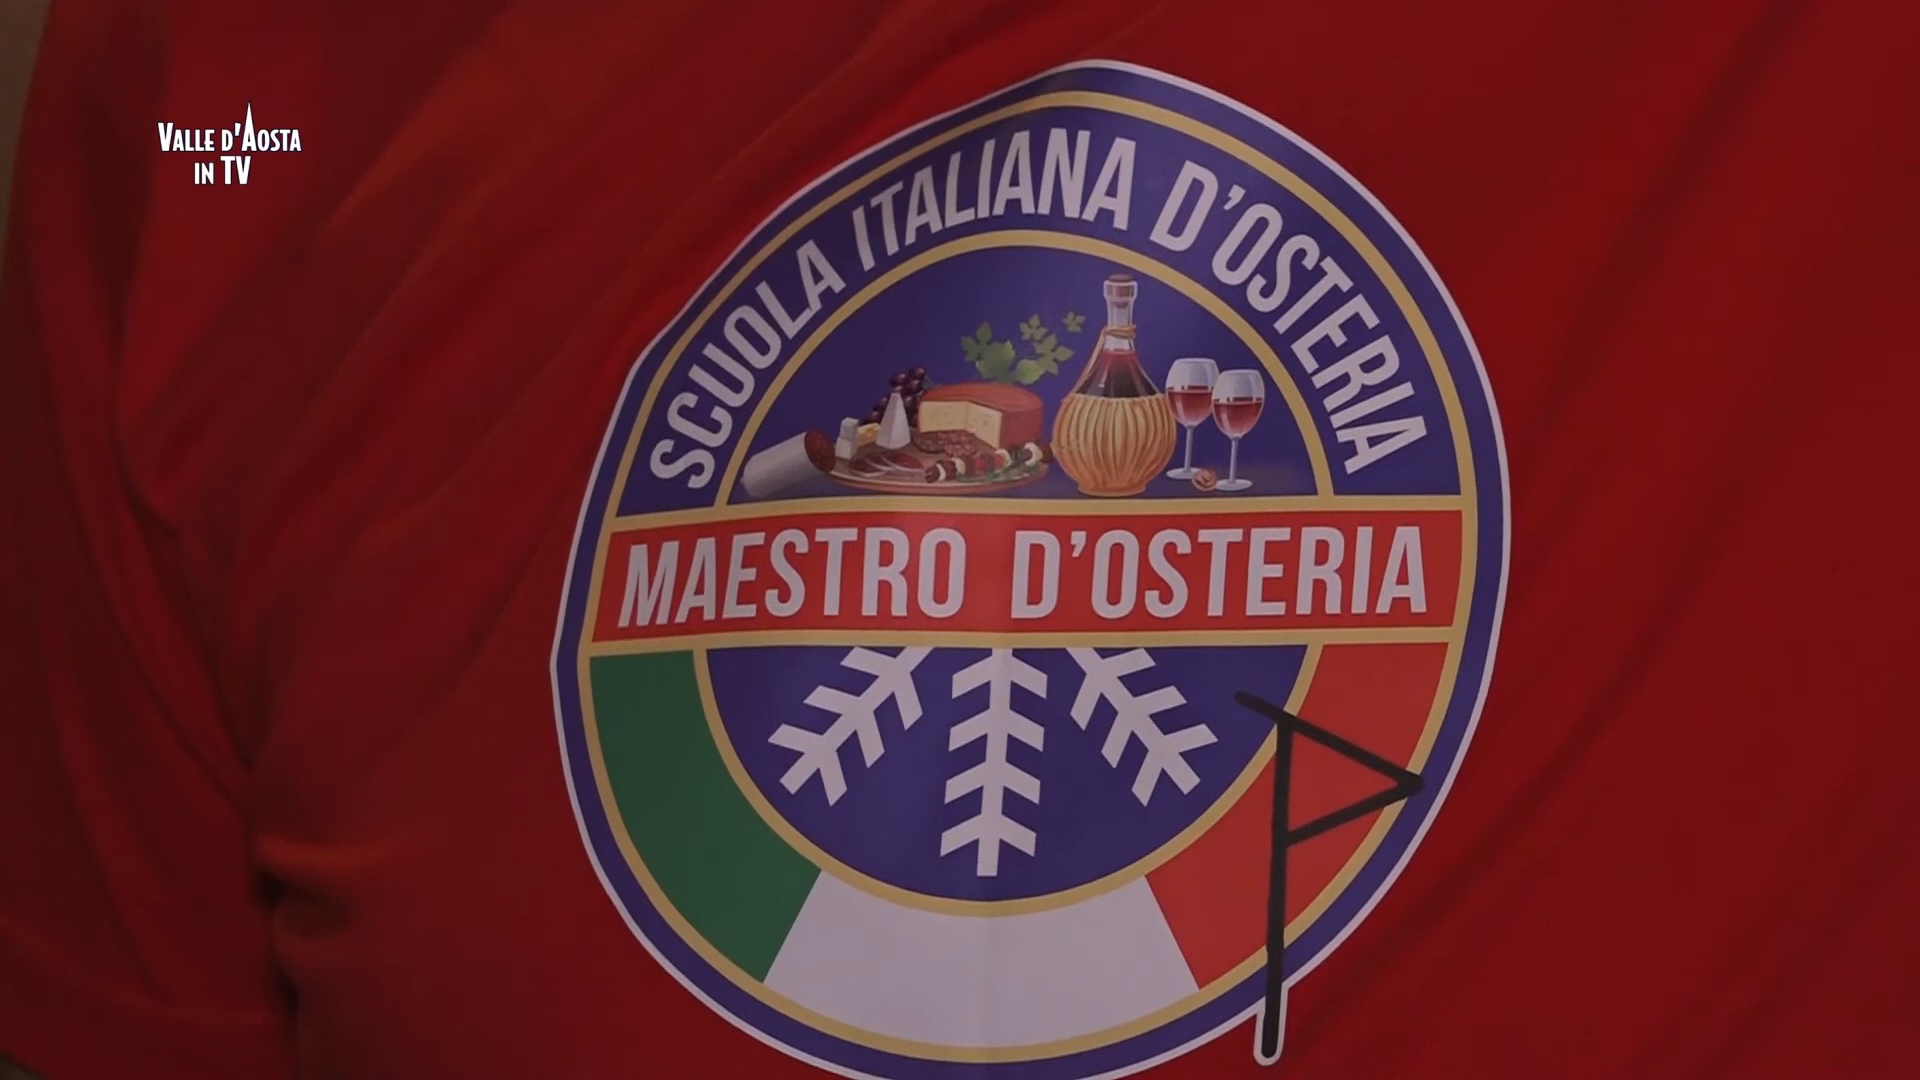 VALLE D'AOSTA
IN TV
SCUOLA ITALIANA D'OSTERIA
MAESTRO D'OSTERIA
P